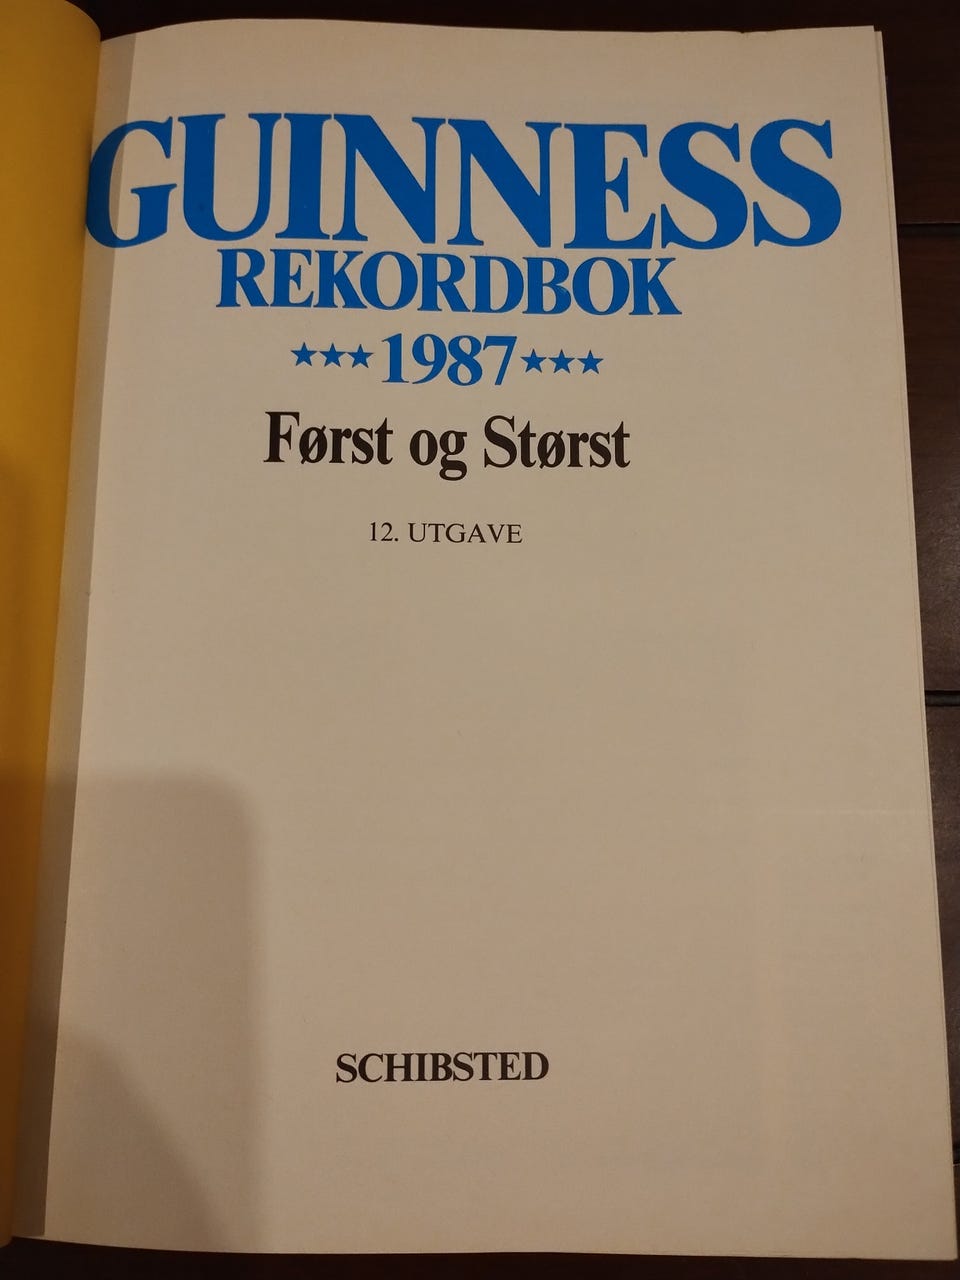 GUINNESS
REKORDBOK
★★★ 1987 ★★★
Først og Størst
12. UTGAVE
SCHIBSTED